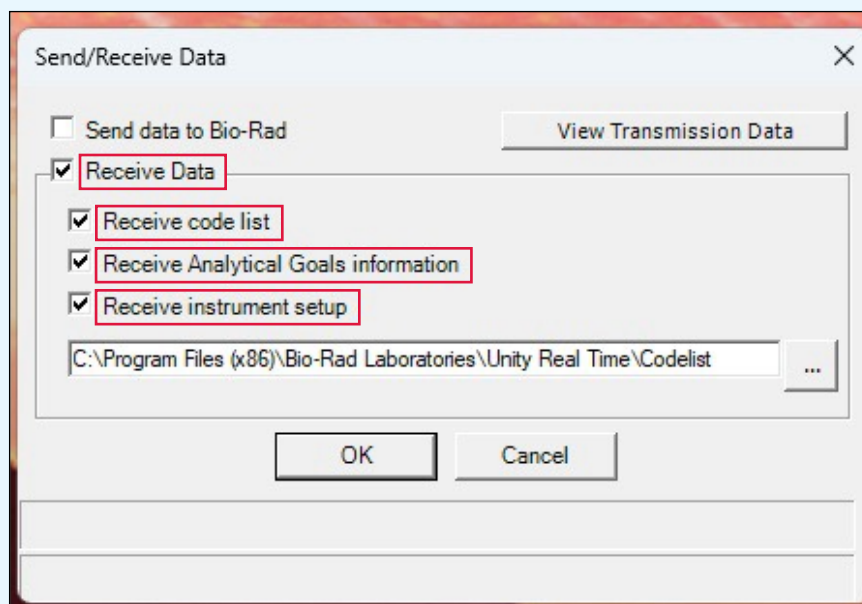 Send/Receive Data
Send data to Bio-Rad
View Transmission Data
Receive Data
Receive code list
Receive Analytical Goals information
Receive instrument setup
C:\Program Files (x86)\Bio-Rad Laboratories\Unity Real Time\Codelist
...
OK
Cancel